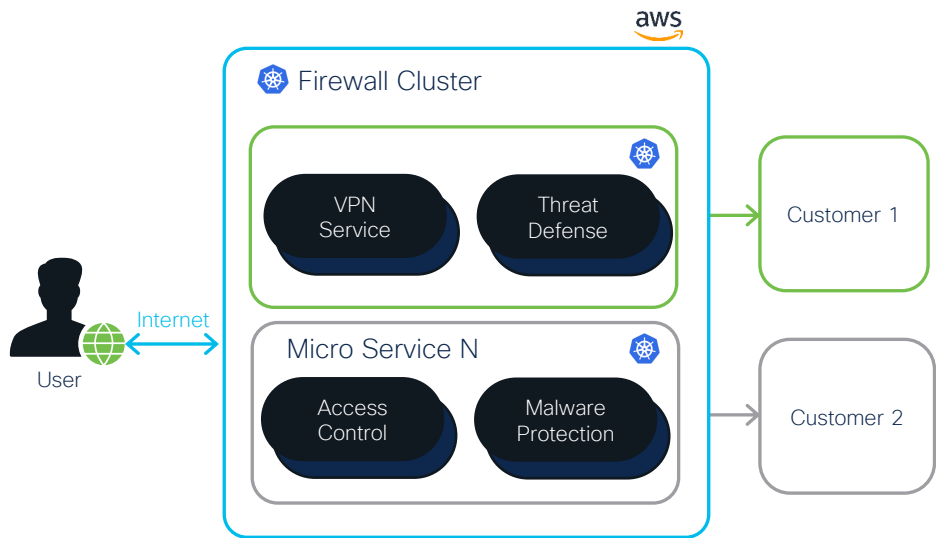 aws
Firewall Cluster
VPN
Service
Threat
Defense
Customer 1
Internet
User
Micro Service N
Access
Control
Malware
Protection
Customer 2